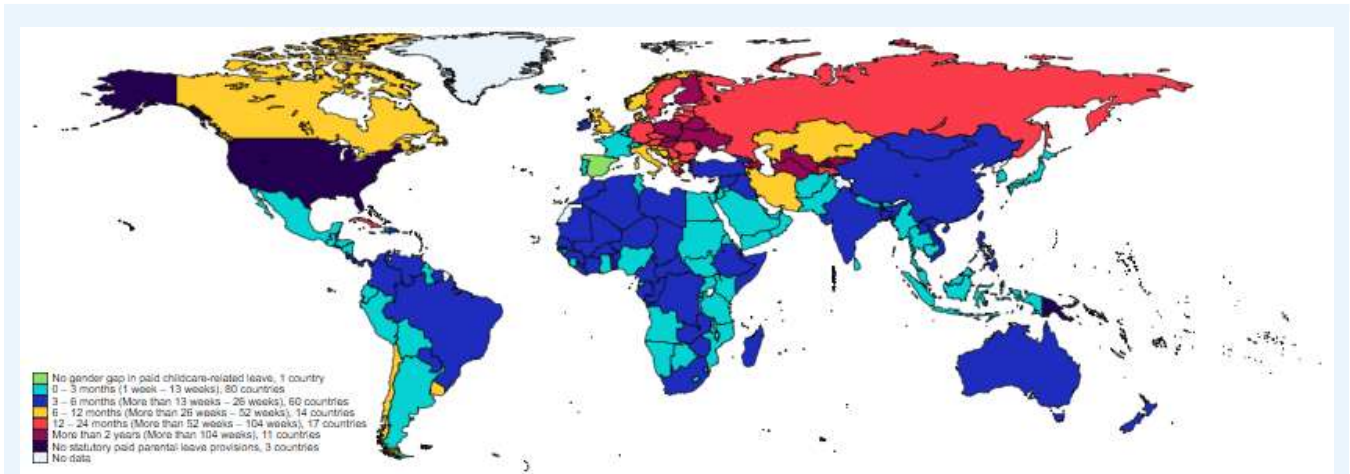 No gender gap in paid childcare-related leave, 1 country
0 – 3 months (1 week – 13 weeks), 80 countries
3 – 6 months (More than 13 weeks – 26 weeks), 60 countries
6 – 12 months (More than 26 weeks – 52 weeks), 14 countries
12 – 24 months (More than 52 weeks – 104 weeks), 17 countries
More than 2 years (More than 104 weeks), 11 countries
No statutory paid parental leave provisions, 3 countries
No data